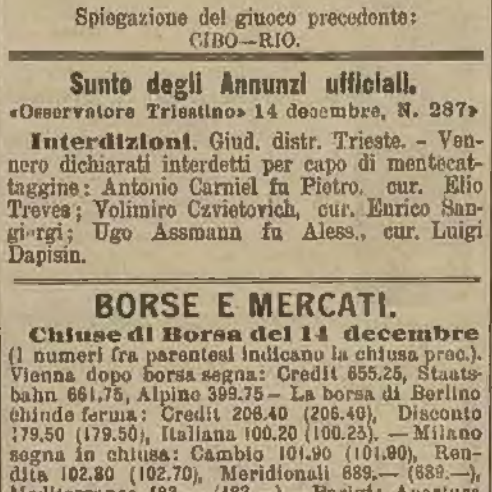 Spiegazione del giuoco precedente:
CIBO—RIO.
Sunto degli Annunzi ufficiali.
«Osservatore Triestino» 14 decembre, N. 287»
Interdizioni. Giud. distr. Trieste. - Ven-
nero dichiarati interdetti per capo di mentecat-
taggine: Antonio Carniel fu Pietro, cur. Elio
Treves; Volimiro Czvietovich, cur. Enrico San-
giorgi; Ugo Assmann fu Aless., cur. Luigi
Dapisin.
BORSE E MERCATI.
Chiuse di Borsa del 14 decembre
(I numeri fra parentesi indicano la chiusa prec.).
Vienna dopo borsa segna: Credit 655.25, Staats-
bahn 661.75, Alpine 399.75 — La borsa di Berlino
chiude ferma: Credit 206.40 (206.40), Disconto
179.50 (179.50), Italiana 100.20 (100.25). — Milano
segna in chiusa: Cambio 101.90 (101.90), Ren-
dita 102.80 (102.70), Meridionali 689.— (689.—),